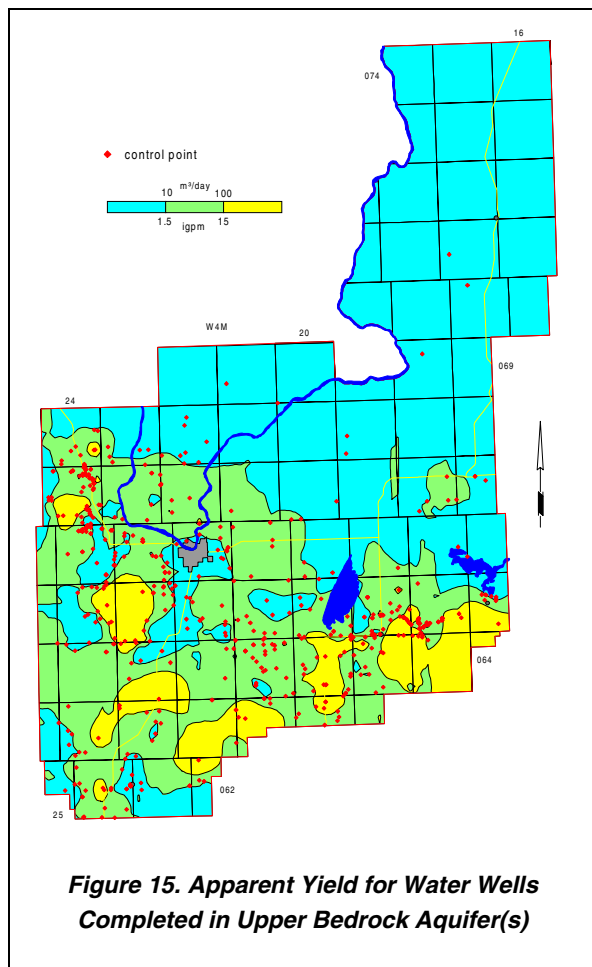 16
074
control point
m³/day
10 100
1.5 15
igpm
W4M
20
24
069
064
062
25
Figure 15. Apparent Yield for Water Wells
Completed in Upper Bedrock Aquifer(s)